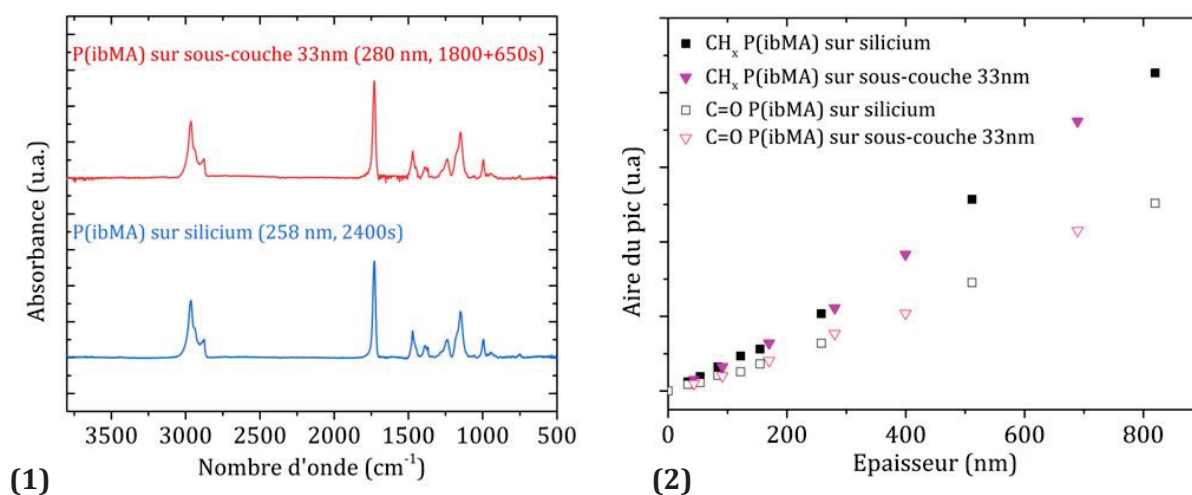 P(ibMA) sur sous-couche 33nm (280 nm, 1800+650s)
P(ibMA) sur silicium (258 nm, 2400s)
Absorbance (u.a.)
3500 3000 2500 2000 1500 1000 500
Nombre d'onde (cm⁻¹)
(1)
CHₓ P(ibMA) sur silicium
CHₓ P(ibMA) sur sous-couche 33nm
C=O P(ibMA) sur silicium
C=O P(ibMA) sur sous-couche 33nm
Aire du pic (u.a)
0 200 400 600 800
Epaisseur (nm)
(2)